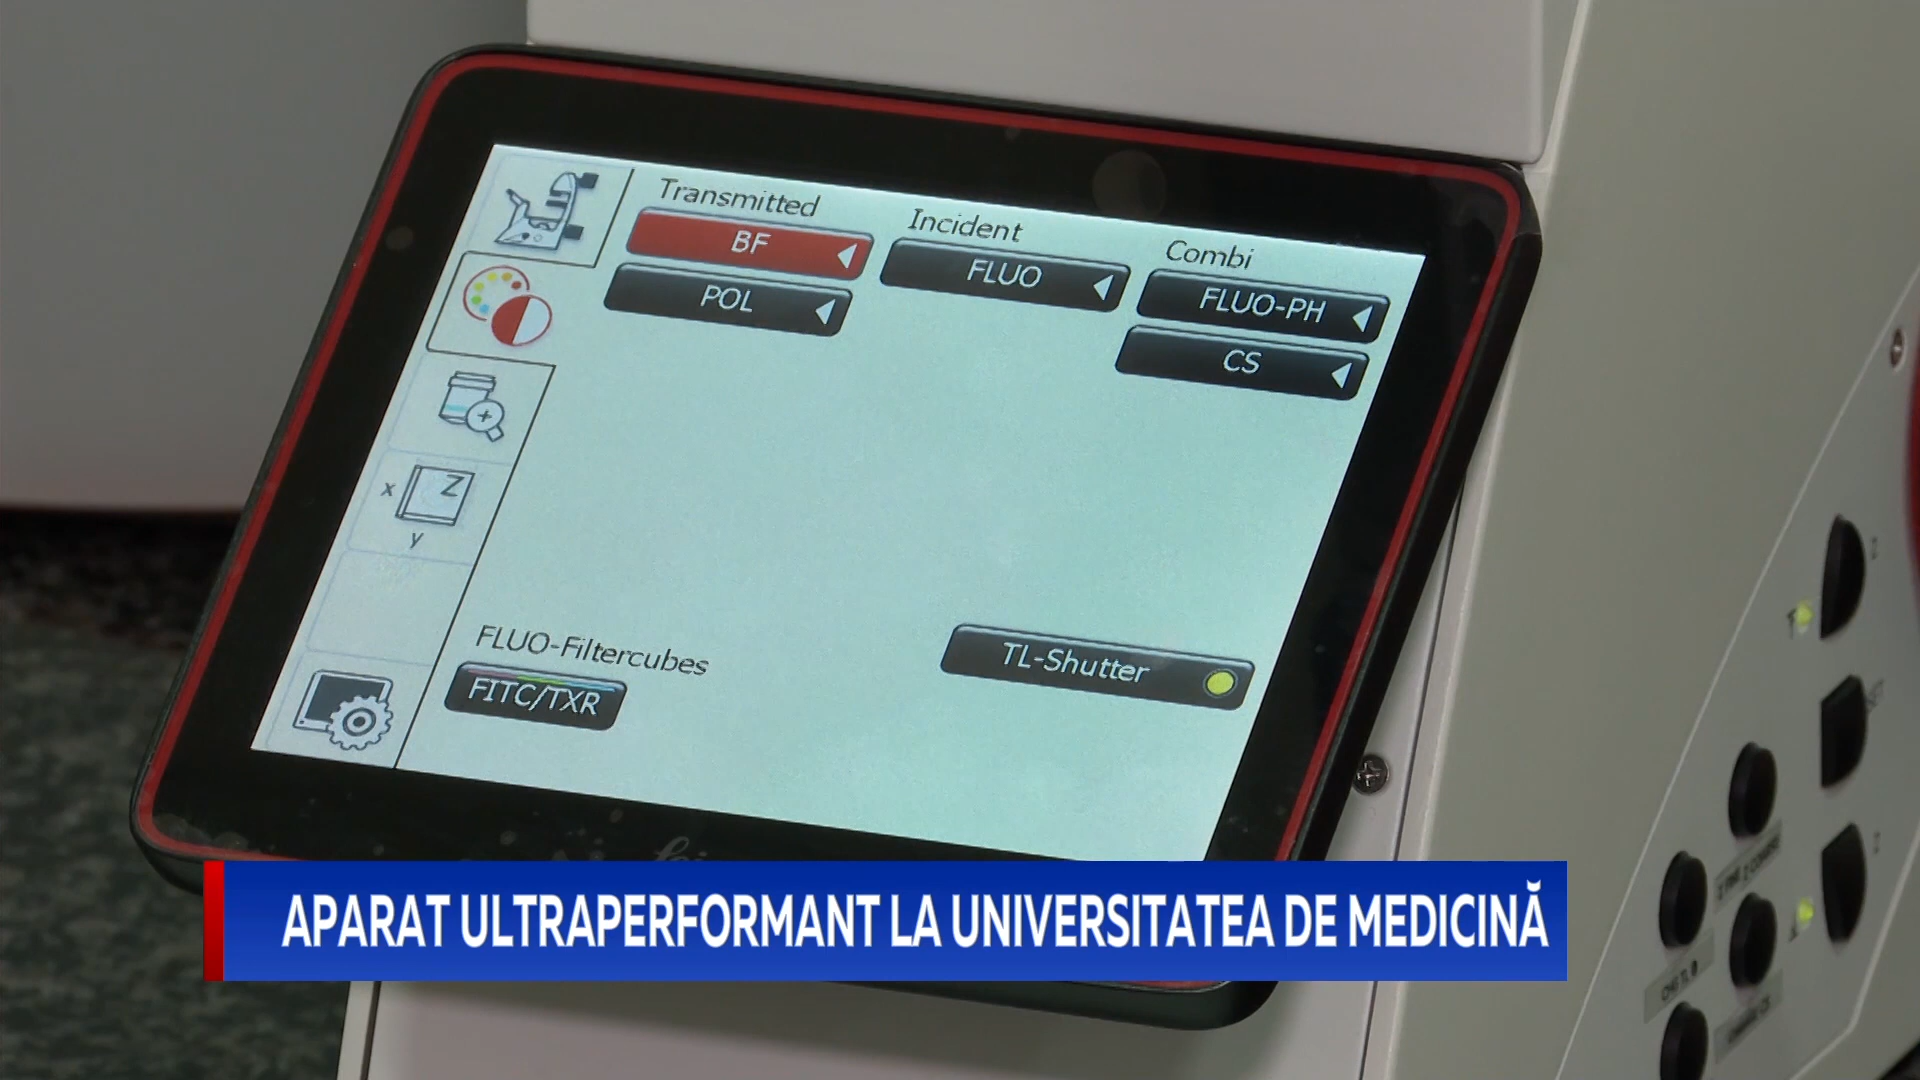 Transmitted
Incident
Combi
BF
FLUO
FLUO-PH
POL
CS
x
Z
y
FLUO-Filtercubes
FITC/TXR
TL-Shutter
APARAT ULTRAPERFORMANT LA UNIVERSITATEA DE MEDICINĂ